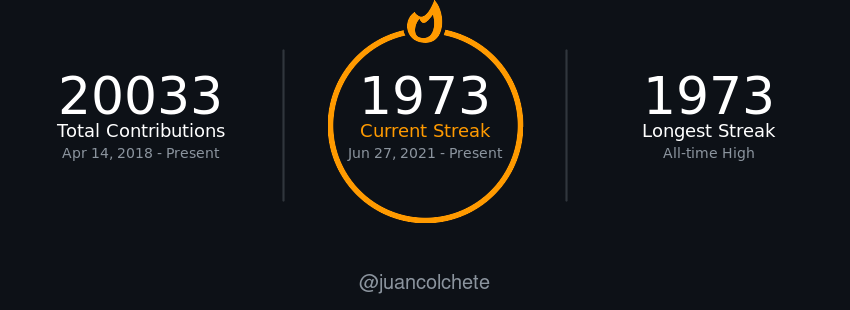 20033
Total Contributions
Apr 14, 2018 - Present
1973
Current Streak
Jun 27, 2021 - Present
1973
Longest Streak
All-time High
@juancolchete